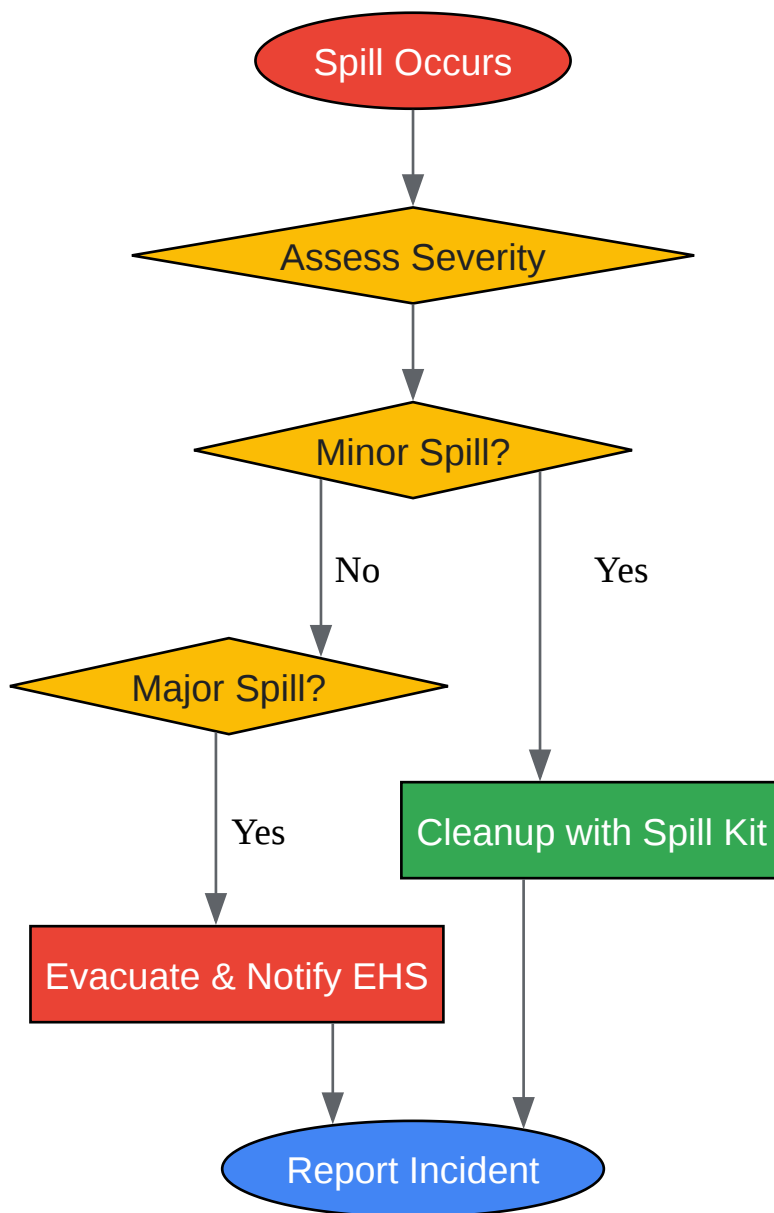 Spill Occurs
Assess Severity
Minor Spill?
No
Yes
Major Spill?
Yes
Cleanup with Spill Kit
Evacuate & Notify EHS
Report Incident